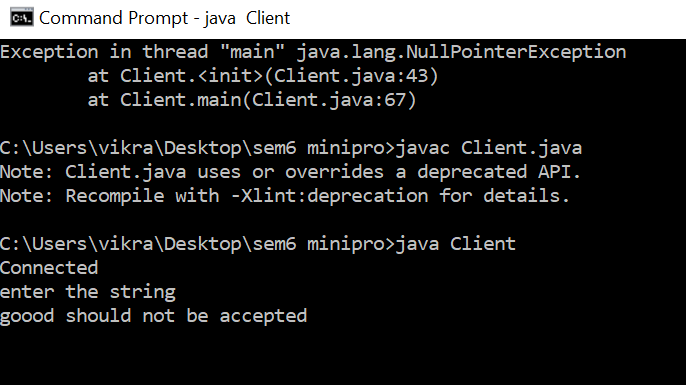 Command Prompt - java  Client
Exception in thread "main" java.lang.NullPointerException
        at Client.<init>(Client.java:43)
        at Client.main(Client.java:67)
C:\Users\vikra\Desktop\sem6 minipro>javac Client.java
Note: Client.java uses or overrides a deprecated API.
Note: Recompile with -Xlint:deprecation for details.
C:\Users\vikra\Desktop\sem6 minipro>java Client
Connected
enter the string
goood should not be accepted